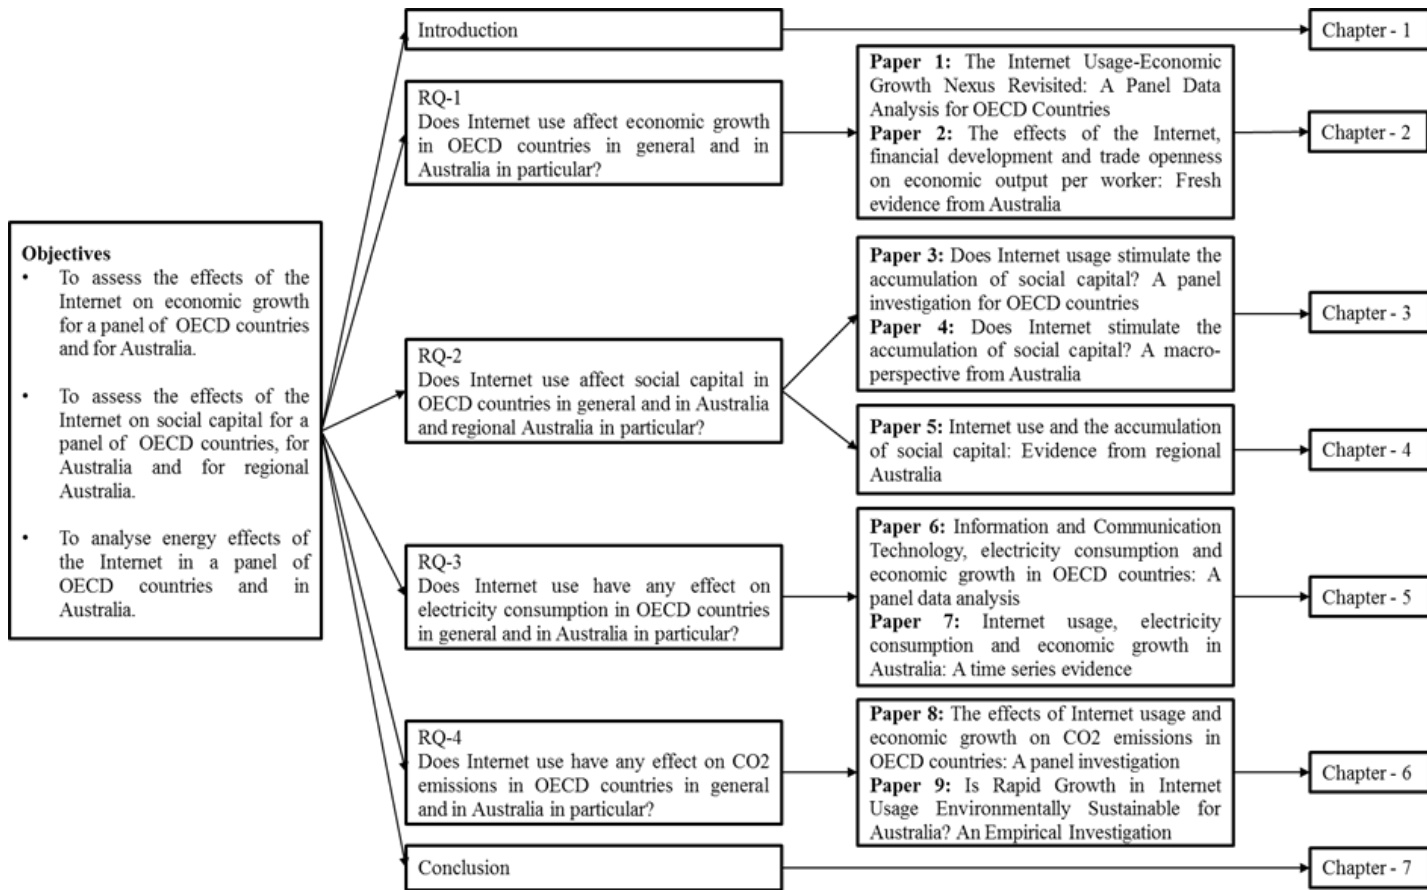 Objectives
• To assess the effects of the
Internet on economic growth
for a panel of OECD countries
and for Australia.
• To assess the effects of the
Internet on social capital for a
panel of OECD countries, for
Australia and for regional
Australia.
• To analyse energy effects of
the Internet in a panel of
OECD countries and in
Australia.
Introduction
Chapter - 1
RQ-1
Does Internet use affect economic growth
in OECD countries in general and in
Australia in particular?
Paper 1: The Internet Usage-Economic
Growth Nexus Revisited: A Panel Data
Analysis for OECD Countries
Paper 2: The effects of the Internet,
financial development and trade openness
on economic output per worker: Fresh
evidence from Australia
Chapter - 2
RQ-2
Does Internet use affect social capital in
OECD countries in general and in Australia
and regional Australia in particular?
Paper 3: Does Internet usage stimulate the
accumulation of social capital? A panel
investigation for OECD countries
Paper 4: Does Internet stimulate the
accumulation of social capital? A macro-
perspective from Australia
Chapter - 3
Paper 5: Internet use and the accumulation
of social capital: Evidence from regional
Australia
Chapter - 4
RQ-3
Does Internet use have any effect on
electricity consumption in OECD countries
in general and in Australia in particular?
Paper 6: Information and Communication
Technology, electricity consumption and
economic growth in OECD countries: A
panel data analysis
Paper 7: Internet usage, electricity
consumption and economic growth in
Australia: A time series evidence
Chapter - 5
RQ-4
Does Internet use have any effect on CO2
emissions in OECD countries in general
and in Australia in particular?
Paper 8: The effects of Internet usage and
economic growth on CO2 emissions in
OECD countries: A panel investigation
Paper 9: Is Rapid Growth in Internet
Usage Environmentally Sustainable for
Australia? An Empirical Investigation
Chapter - 6
Conclusion
Chapter - 7